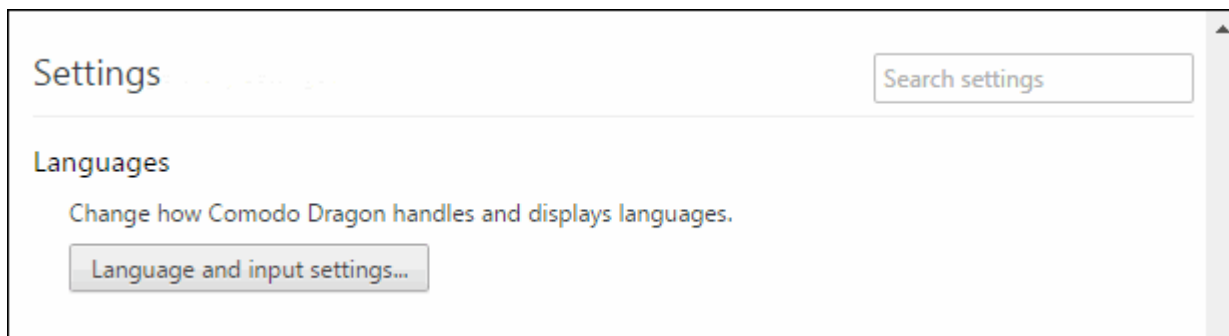 Settings
Search settings
Languages
Change how Comodo Dragon handles and displays languages.
Language and input settings...